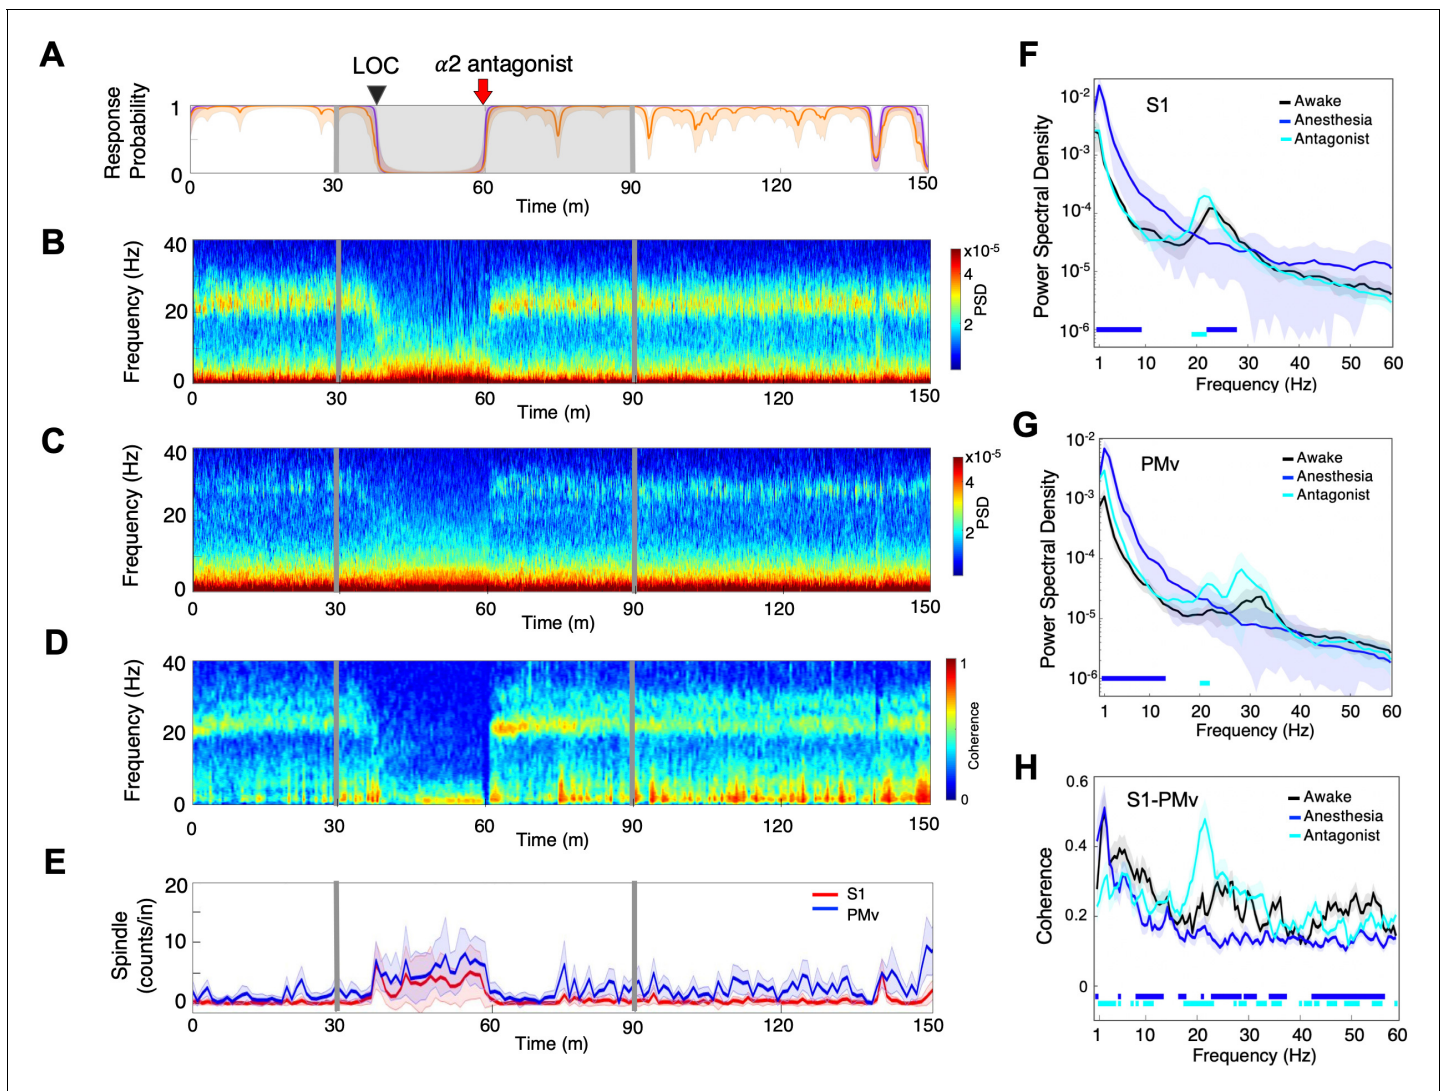 A
LOC
α2 antagonist
Response
Probability
1
0
0
30
60
90
120
150
Time (m)
B
Frequency (Hz)
40
20
0
0
30
60
90
120
150
Time (m)
x10-5
4
2
PSD
C
Frequency (Hz)
40
20
0
0
30
60
90
120
150
Time (m)
x10-5
4
2
PSD
D
Frequency (Hz)
40
20
0
0
30
60
90
120
150
Time (m)
1
0
Coherence
E
Spindle
(counts/in)
20
10
0
0
30
60
90
120
150
Time (m)
S1
PMv
F
S1
Awake
Anesthesia
Antagonist
Power Spectral Density
10-2
10-3
10-4
10-5
10-6
1
10
20
30
40
50
60
Frequency (Hz)
G
PMv
Awake
Anesthesia
Antagonist
Power Spectral Density
10-2
10-3
10-4
10-5
10-6
1
10
20
30
40
50
60
Frequency (Hz)
H
S1-PMv
Awake
Anesthesia
Antagonist
Coherence
0.6
0.4
0.2
0
1
10
20
30
40
50
60
Frequency (Hz)